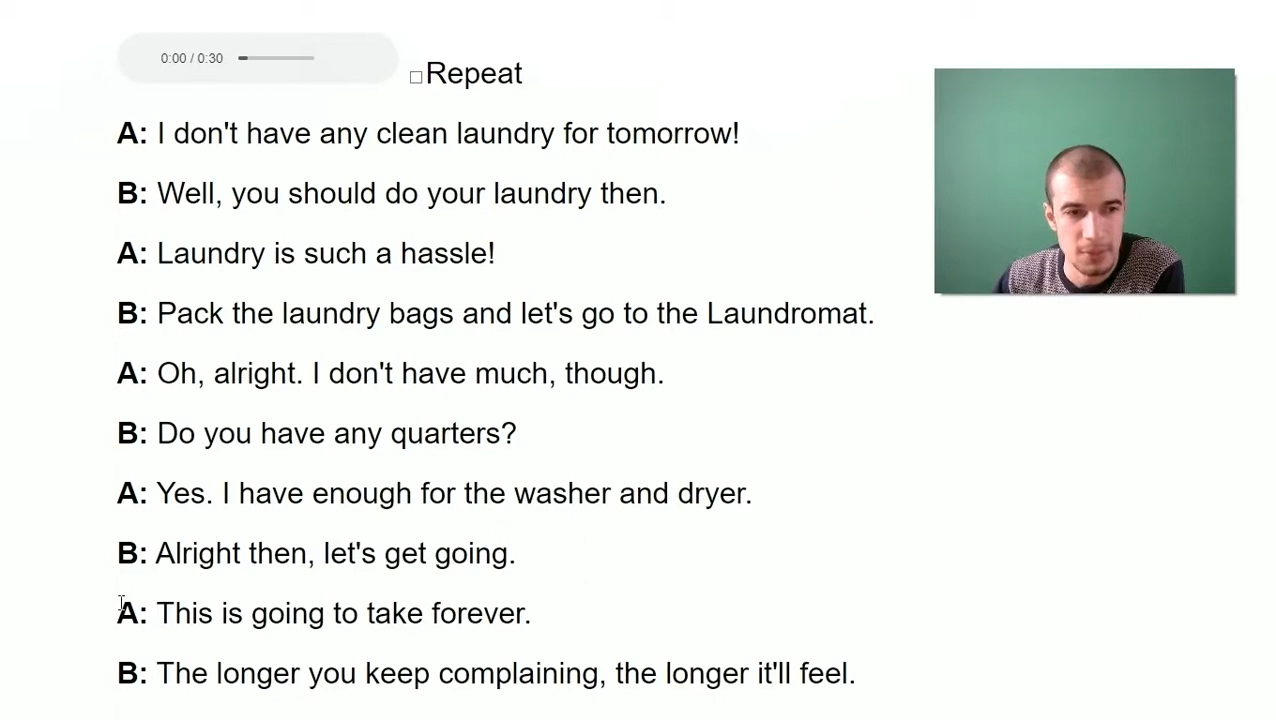 0:00 / 0:30
Repeat
A: I don't have any clean laundry for tomorrow!
B: Well, you should do your laundry then.
A: Laundry is such a hassle!
B: Pack the laundry bags and let's go to the Laundromat.
A: Oh, alright. I don't have much, though.
B: Do you have any quarters?
A: Yes. I have enough for the washer and dryer.
B: Alright then, let's get going.
A: This is going to take forever.
B: The longer you keep complaining, the longer it'll feel.